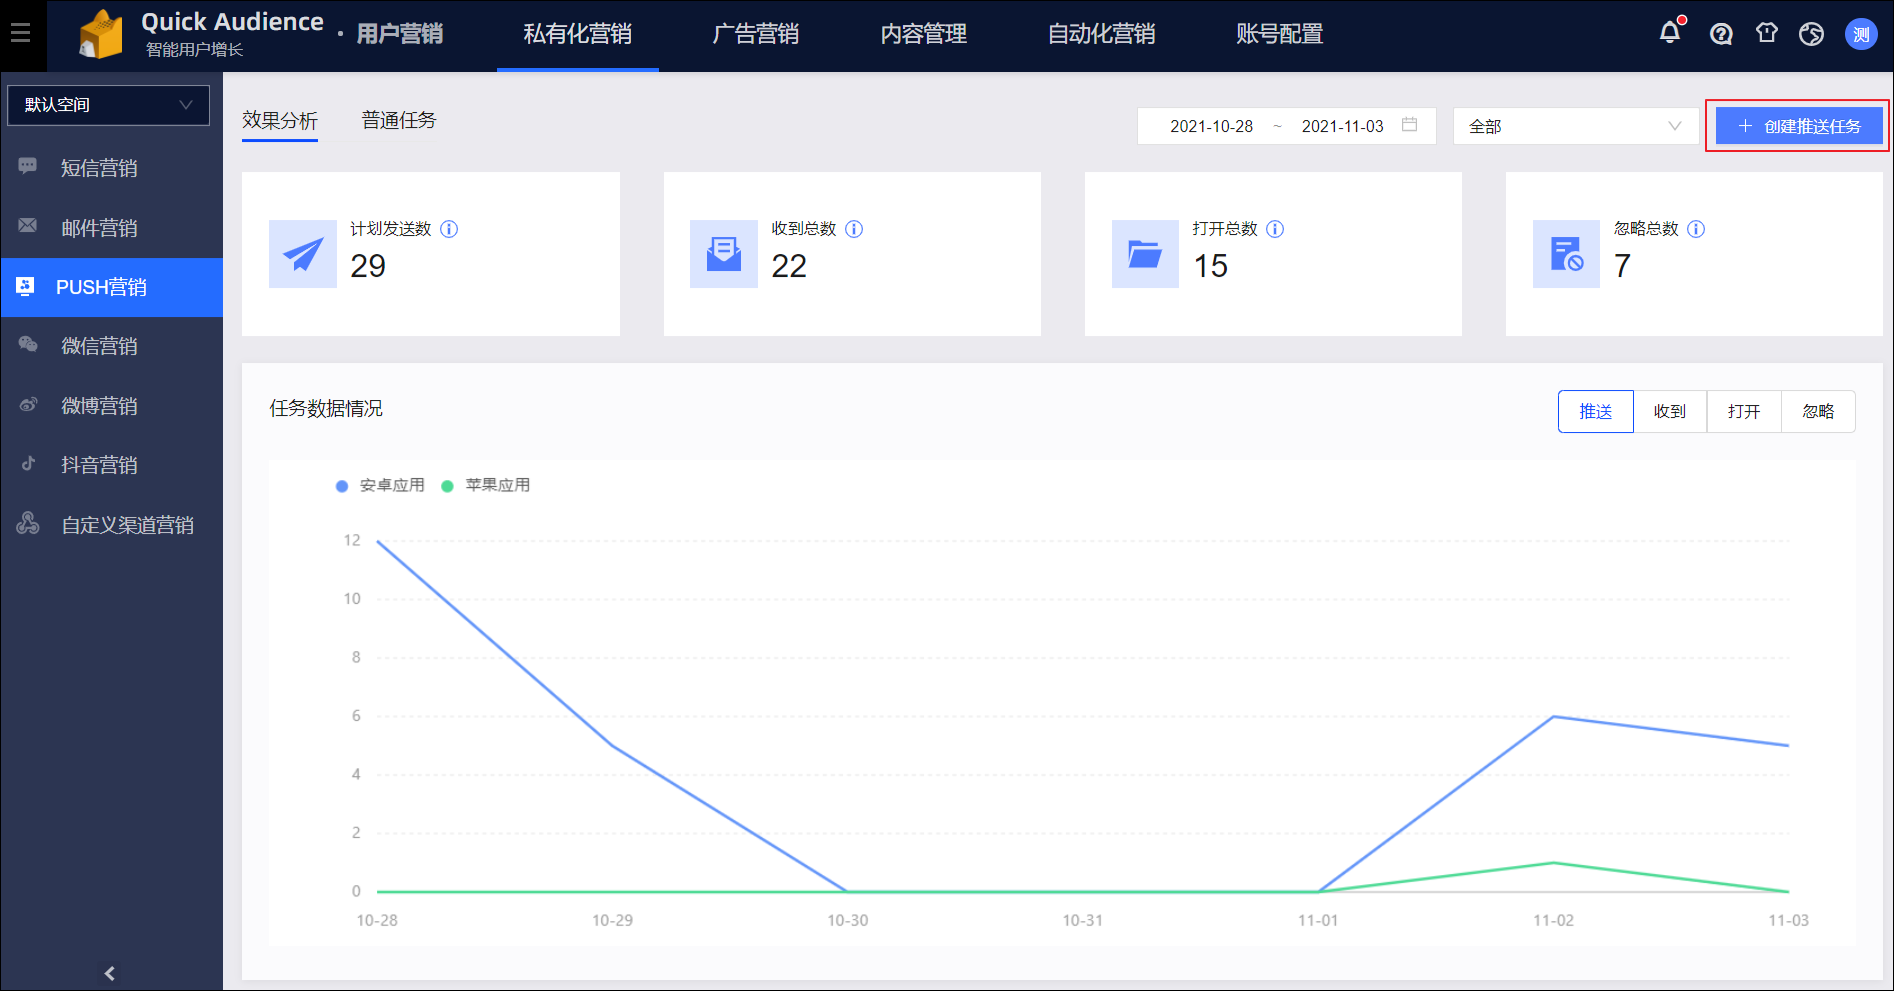 Quick Audience
智能用户增长
· 用户营销
私有化营销
广告营销
内容管理
自动化营销
账号配置
测
默认空间
短信营销
邮件营销
PUSH营销
微信营销
微博营销
抖音营销
自定义渠道营销
效果分析
普通任务
2021-10-28 ~ 2021-11-03
全部
+ 创建推送任务
计划发送数
29
收到总数
22
打开总数
15
忽略总数
7
任务数据情况
推送
收到
打开
忽略
安卓应用
苹果应用
12
10
8
6
4
2
0
10-28
10-29
10-30
10-31
11-01
11-02
11-03